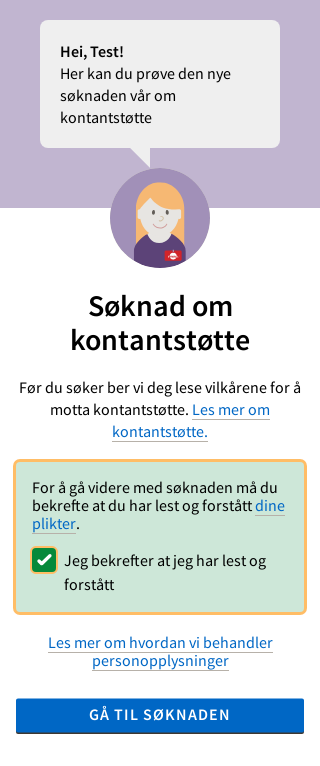 Hei, Test!
Her kan du prøve den nye
søknaden vår om
kontantstøtte
Søknad om
kontantstøtte
Før du søker ber vi deg lese vilkårene for å
motta kontantstøtte. Les mer om
kontantstøtte.
For å gå videre med søknaden må du
bekrefte at du har lest og forstått dine
plikter.
Jeg bekrefter at jeg har lest og
forstått
Les mer om hvordan vi behandler
personopplysninger
GÅ TIL SØKNADEN